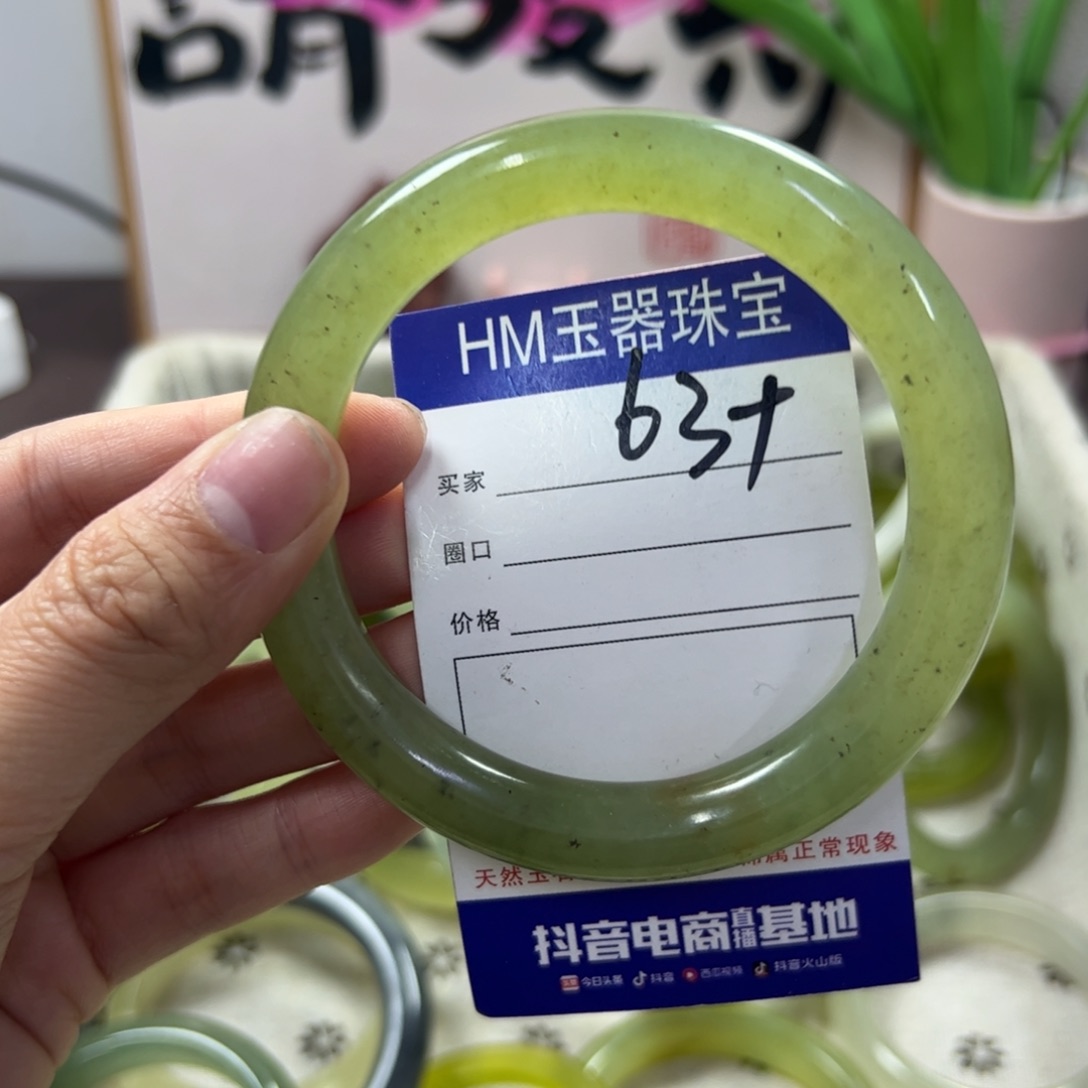 HM玉器珠宝
63+
买家
圈口
价格
天然玉 属正常现象
抖音电商直播基地
今日头条 抖音 西瓜视频 抖音火山版